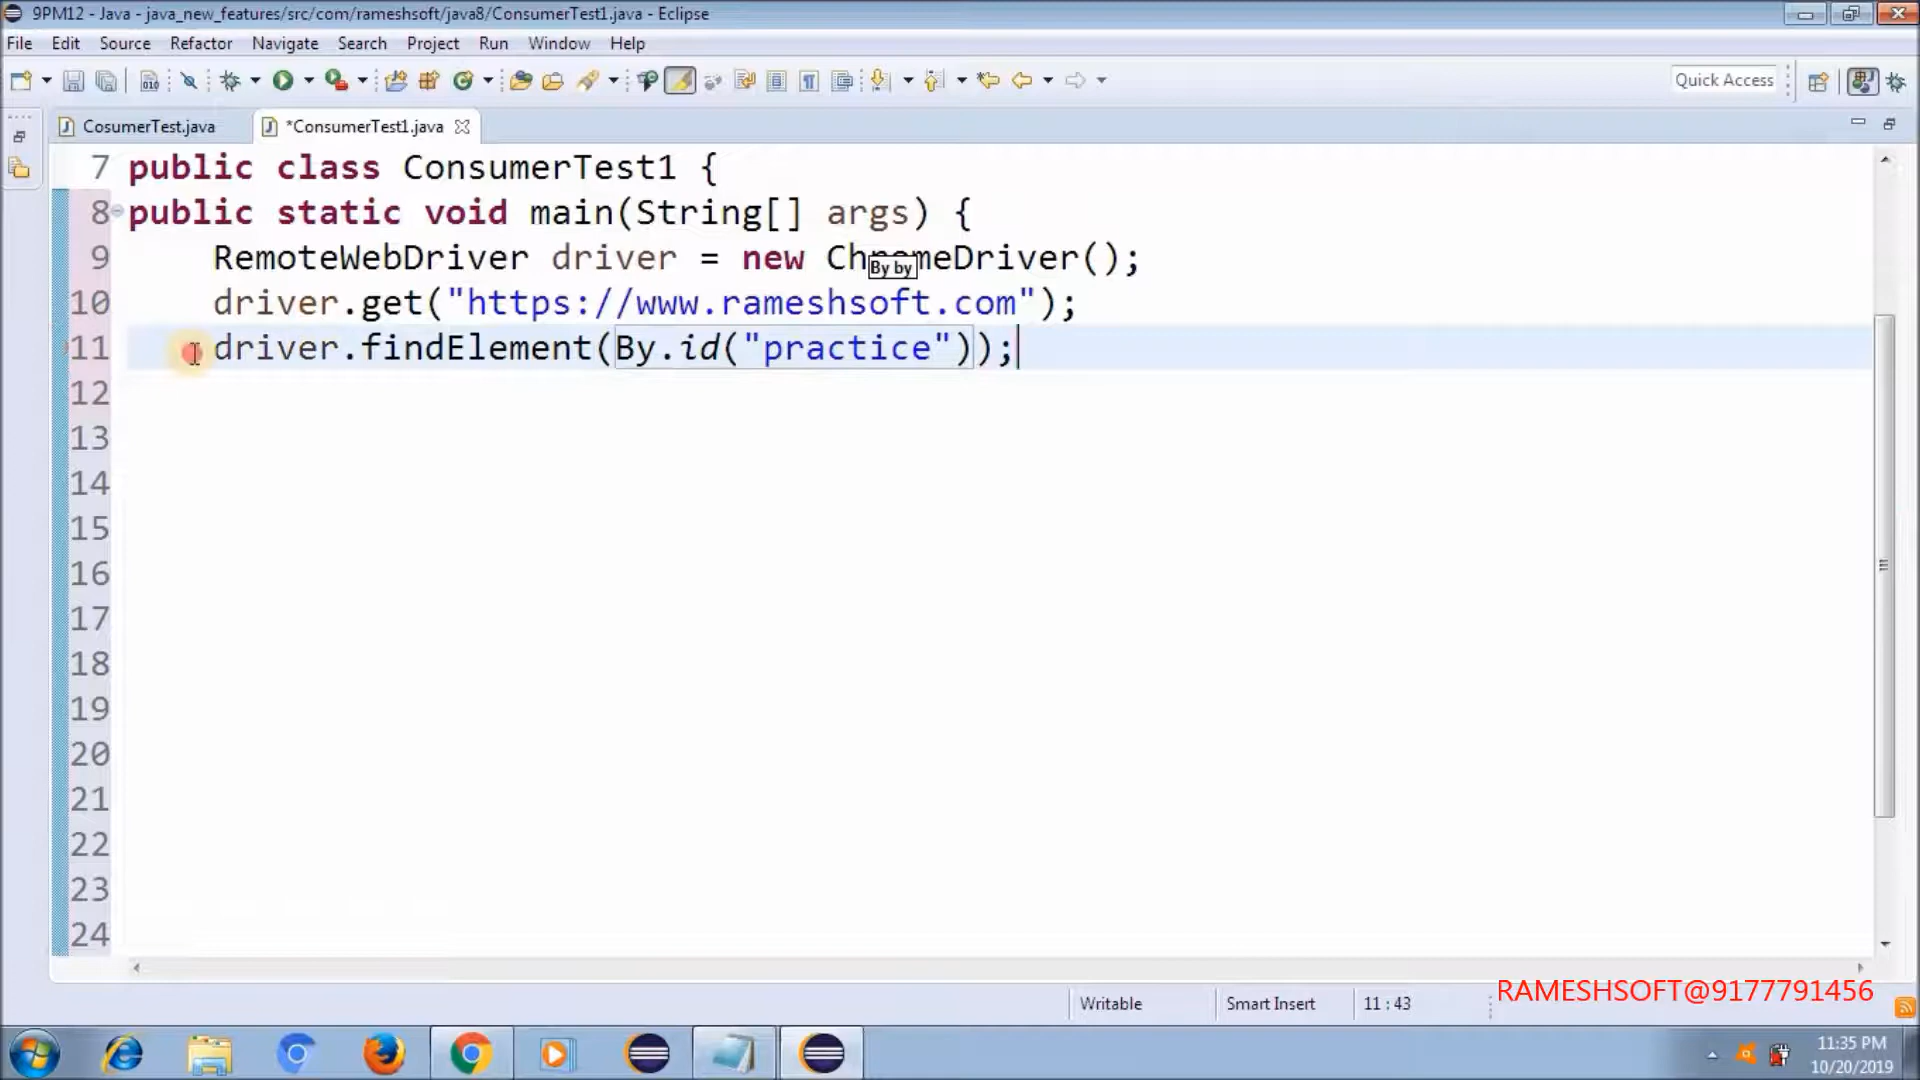 9PM12 - Java - java_new_features/src/com/rameshsoft/java8/ConsumerTest1.java - Eclipse
File Edit Source Refactor Navigate Search Project Run Window Help
Quick Access
CosumerTest.java *ConsumerTest1.java
7 public class ConsumerTest1 {
8 public static void main(String[] args) {
9 RemoteWebDriver driver = new ChromeDriver();
By by
10 driver.get("https://www.rameshsoft.com");
11 driver.findElement(By.id("practice"));
12
13
14
15
16
17
18
19
20
21
22
23
24
RAMESHSOFT@9177791456
Writable Smart Insert 11 : 43
11:35 PM
10/20/2019